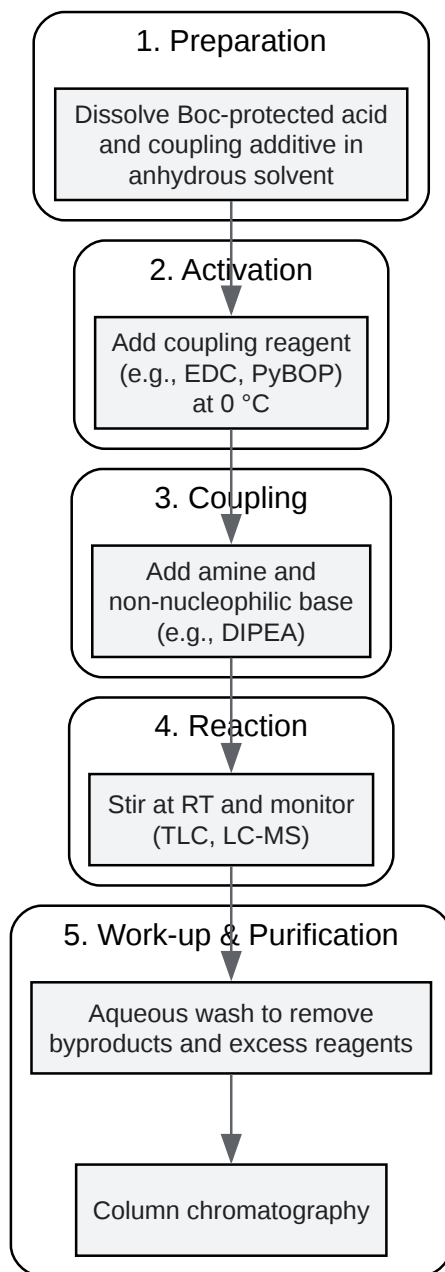 1. Preparation
Dissolve Boc-protected acid
and coupling additive in
anhydrous solvent
2. Activation
Add coupling reagent
(e.g., EDC, PyBOP)
at 0 °C
3. Coupling
Add amine and
non-nucleophilic base
(e.g., DIPEA)
4. Reaction
Stir at RT and monitor
(TLC, LC-MS)
5. Work-up & Purification
Aqueous wash to remove
byproducts and excess reagents
Column chromatography